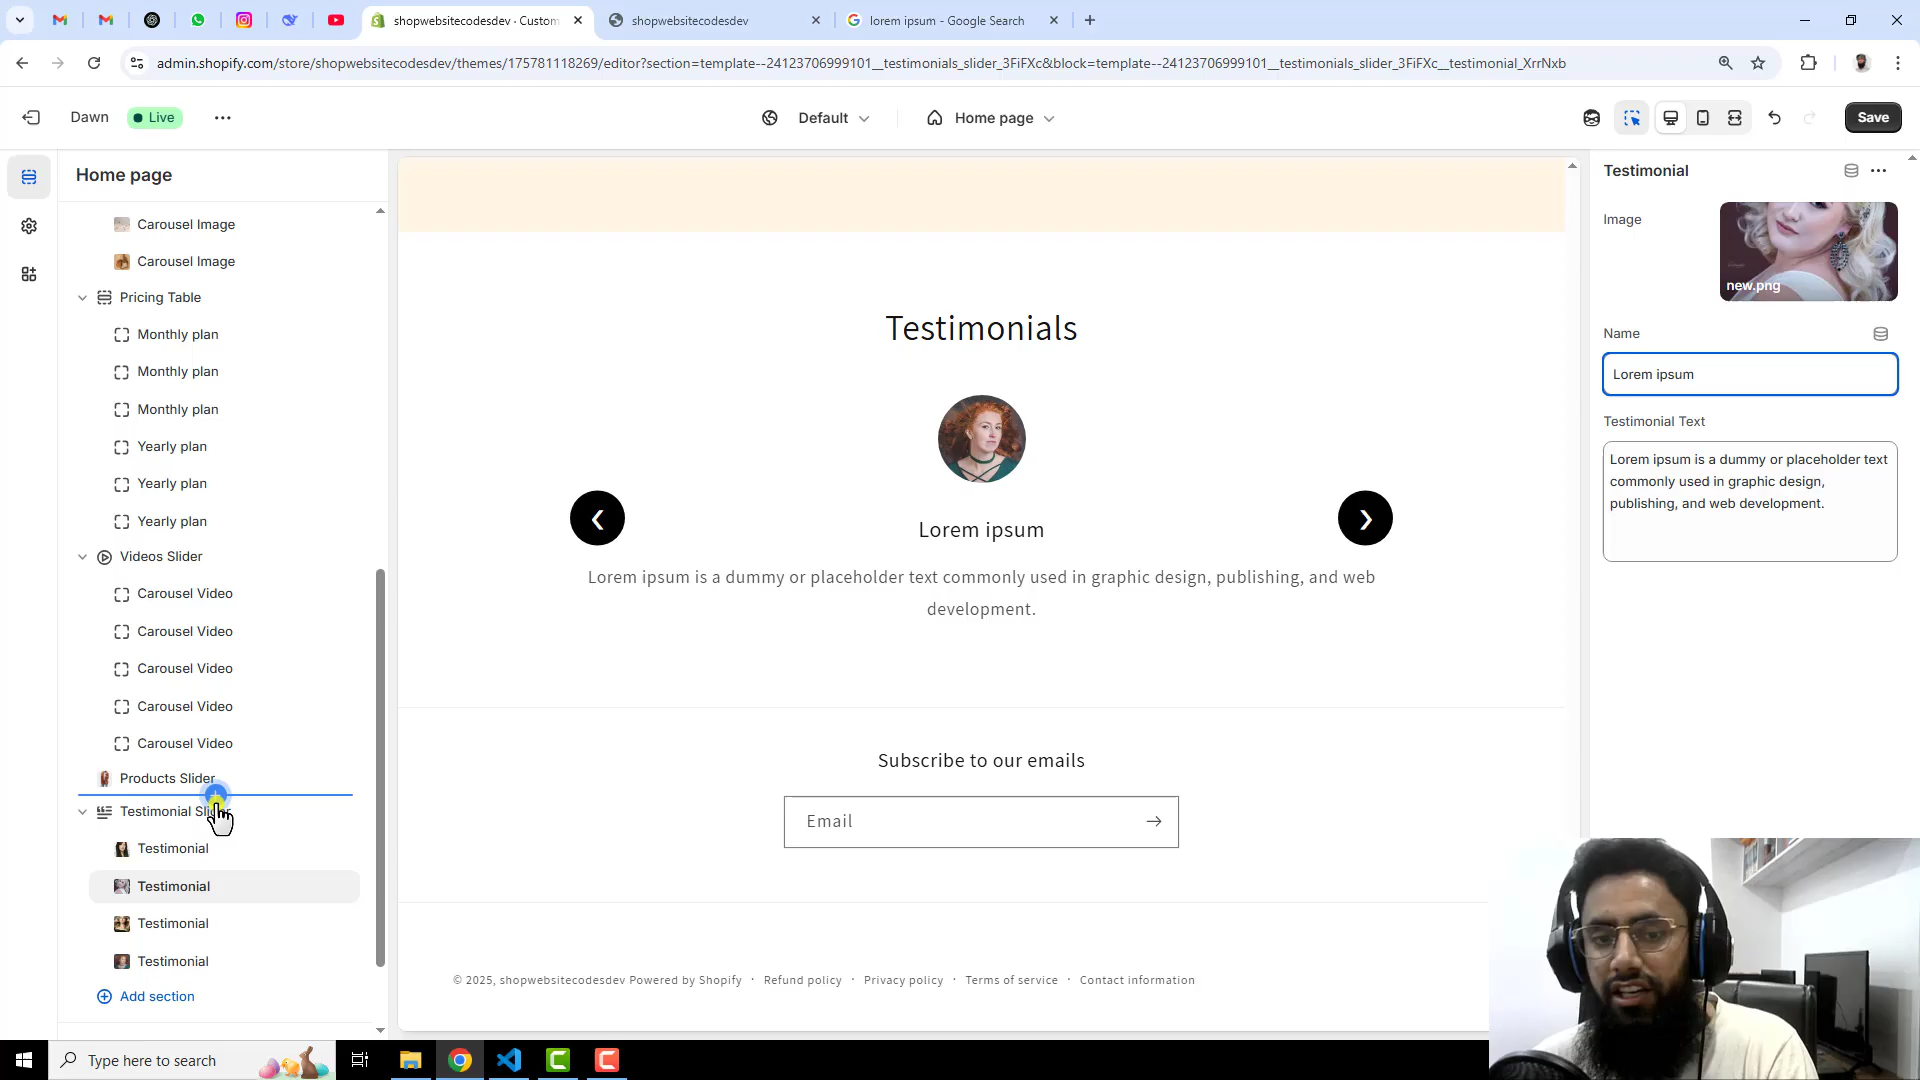 shopwebsitecodesdev · Custom
shopwebsitecodesdev
lorem ipsum - Google Search
admin.shopify.com/store/shopwebsitecodesdev/themes/175781118269/editor?section=template--24123706999101__testimonials_slider_3FiFXc&block=template--24123706999101__testimonials_slider_3FiFXc__testimonial_XrrNxb
Dawn
Live
Default
Home page
Save
Home page
Carousel Image
Carousel Image
Pricing Table
Monthly plan
Monthly plan
Monthly plan
Yearly plan
Yearly plan
Yearly plan
Videos Slider
Carousel Video
Carousel Video
Carousel Video
Carousel Video
Carousel Video
Products Slider
Testimonial Slider
Testimonial
Testimonial
Testimonial
Testimonial
Add section
Testimonials
Lorem ipsum
Lorem ipsum is a dummy or placeholder text commonly used in graphic design, publishing, and web
development.
Subscribe to our emails
Email
© 2025, shopwebsitecodesdev Powered by Shopify · Refund policy · Privacy policy · Terms of service · Contact information
Testimonial
Image
new.png
Name
Lorem ipsum
Testimonial Text
Lorem ipsum is a dummy or placeholder text
commonly used in graphic design,
publishing, and web development.
Type here to search